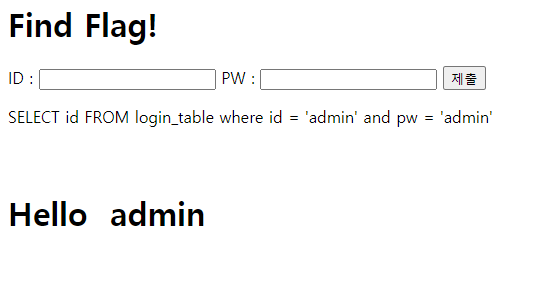 Find Flag!
ID : PW : 제출
SELECT id FROM login_table where id = 'admin' and pw = 'admin'
Hello admin